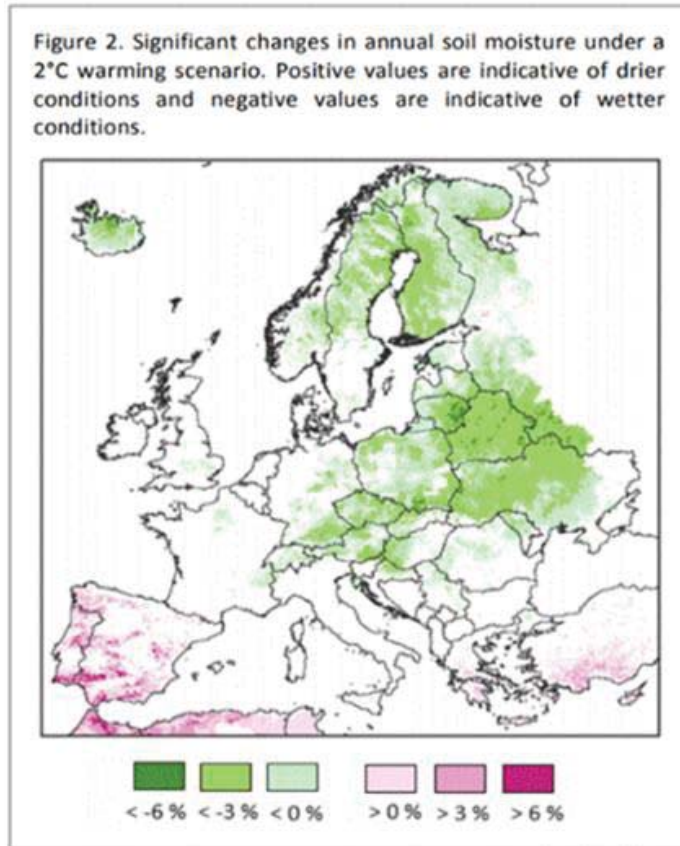 Figure 2. Significant changes in annual soil moisture under a
2°C warming scenario. Positive values are indicative of drier
conditions and negative values are indicative of wetter
conditions.
< -6 % < -3 % < 0 % > 0 % > 3 % > 6 %